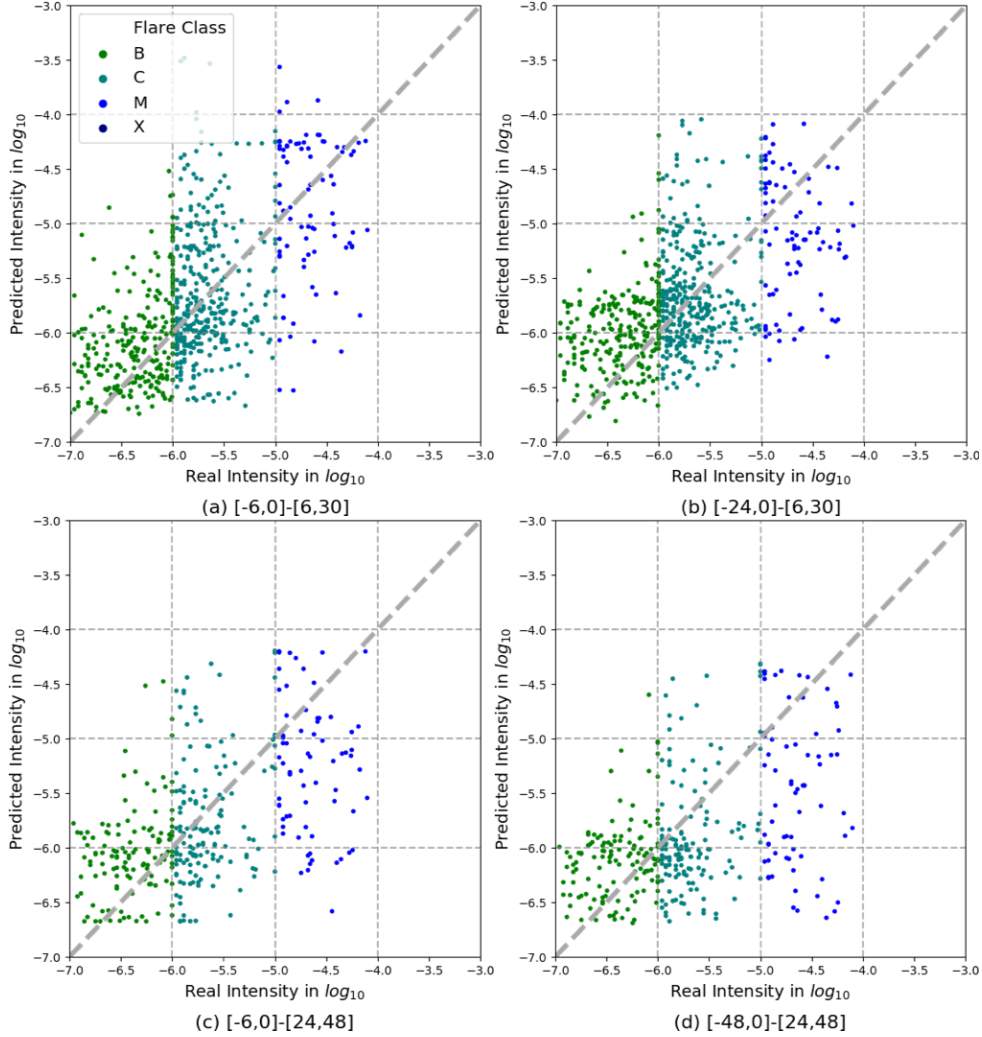 Flare Class
B
C
M
X
Predicted Intensity in log10
−3.0
−3.5
−4.0
−4.5
−5.0
−5.5
−6.0
−6.5
−7.0
−7.0 −6.5 −6.0 −5.5 −5.0 −4.5 −4.0 −3.5 −3.0
Real Intensity in log10
(a) [-6,0]-[6,30]
Predicted Intensity in log10
−3.0
−3.5
−4.0
−4.5
−5.0
−5.5
−6.0
−6.5
−7.0
−7.0 −6.5 −6.0 −5.5 −5.0 −4.5 −4.0 −3.5 −3.0
Real Intensity in log10
(b) [-24,0]-[6,30]
Predicted Intensity in log10
−3.0
−3.5
−4.0
−4.5
−5.0
−5.5
−6.0
−6.5
−7.0
−7.0 −6.5 −6.0 −5.5 −5.0 −4.5 −4.0 −3.5 −3.0
Real Intensity in log10
(c) [-6,0]-[24,48]
Predicted Intensity in log10
−3.0
−3.5
−4.0
−4.5
−5.0
−5.5
−6.0
−6.5
−7.0
−7.0 −6.5 −6.0 −5.5 −5.0 −4.5 −4.0 −3.5 −3.0
Real Intensity in log10
(d) [-48,0]-[24,48]